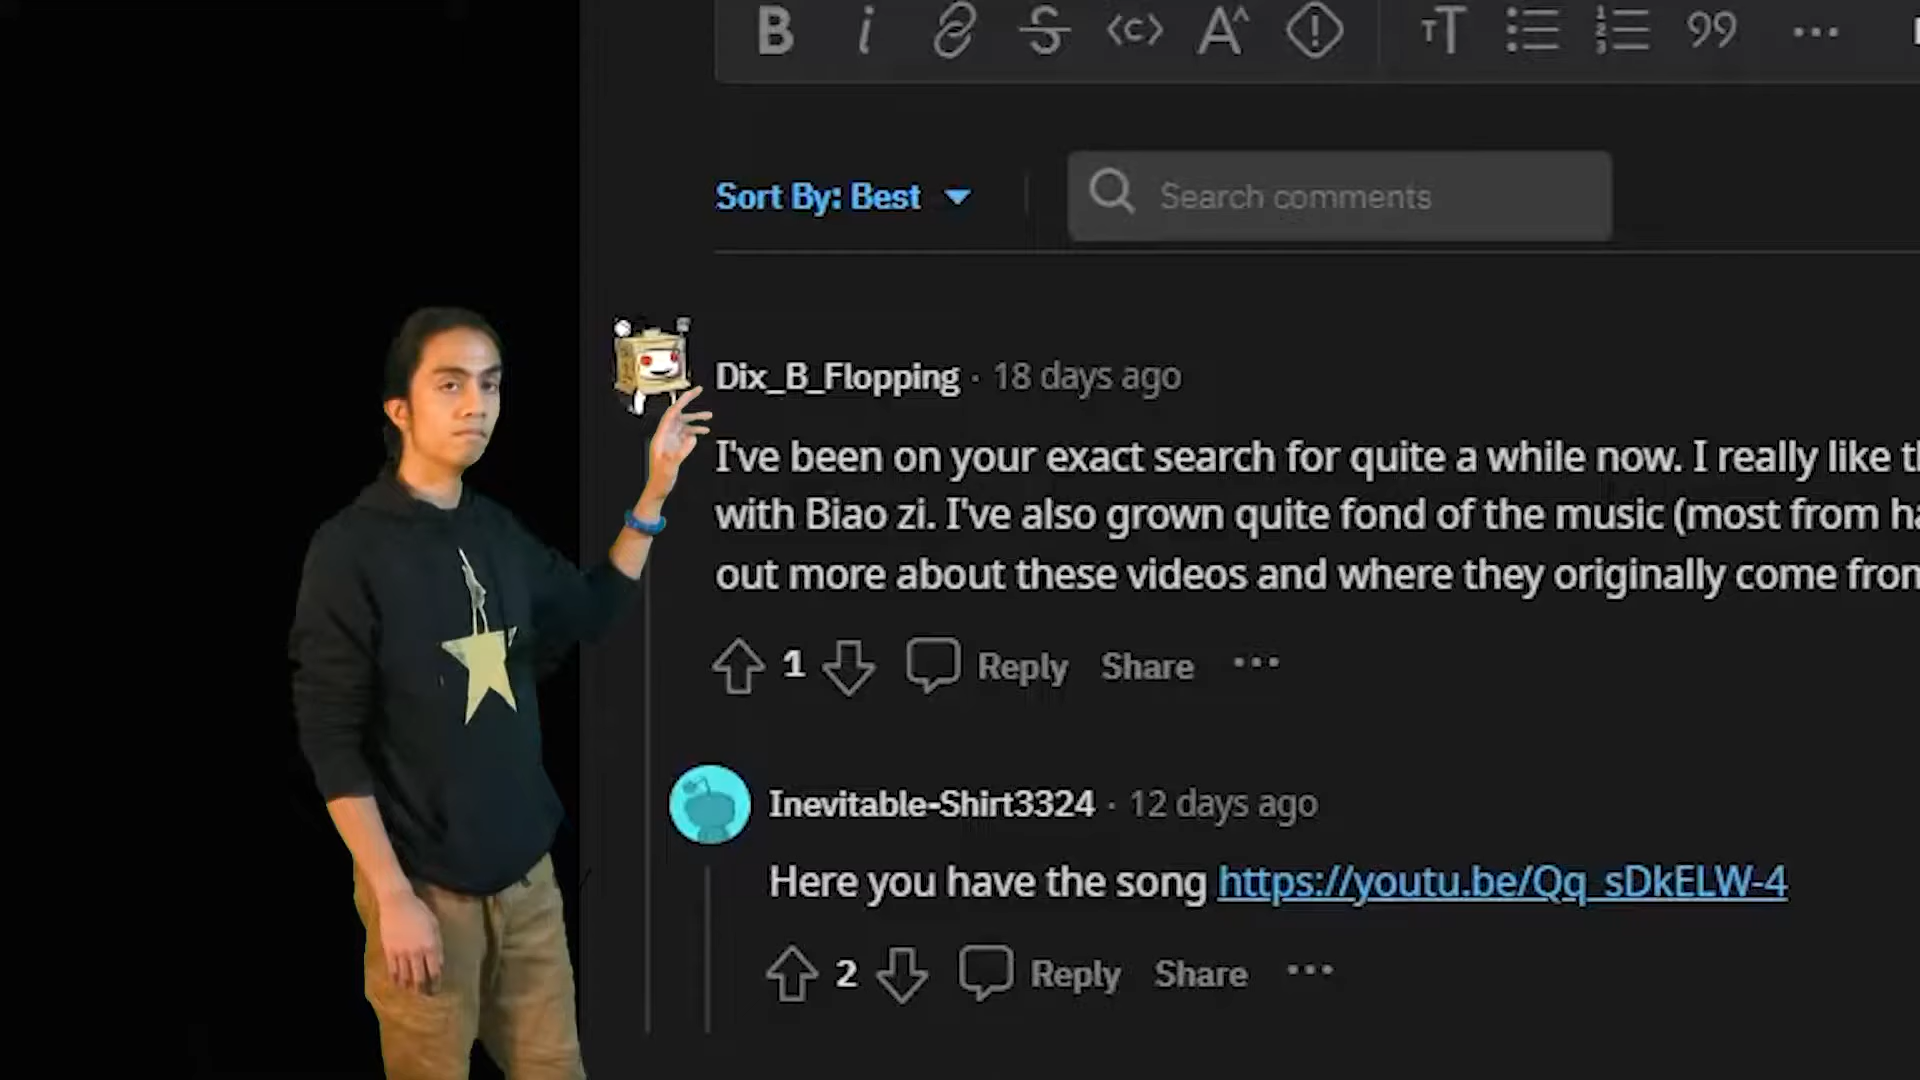 B i <c> A^ TT 99 ...
Sort By: Best
Search comments
Dix_B_Flopping · 18 days ago
I've been on your exact search for quite a while now. I really like
with Biao zi. I've also grown quite fond of the music (most from
out more about these videos and where they originally come
1 Reply Share ...
Inevitable-Shirt3324 · 12 days ago
Here you have the song https://youtu.be/Qq_sDkELW-4
2 Reply Share ...